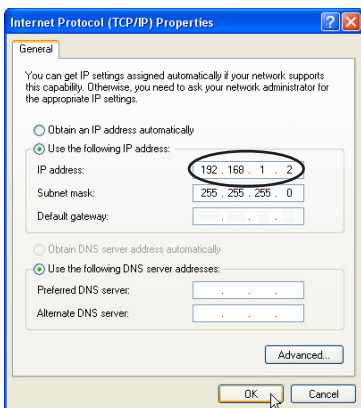 Internet Protocol (TCP/IP) Properties
General
You can get IP settings assigned automatically if your network supports
this capability. Otherwise, you need to ask your network administrator for
the appropriate IP settings.
Obtain an IP address automatically
Use the following IP address:
IP address: 192 . 168 . 1 . 2
Subnet mask: 255 . 255 . 255 . 0
Default gateway: . . .
Obtain DNS server address automatically
Use the following DNS server addresses:
Preferred DNS server: . . .
Alternate DNS server: . . .
Advanced...
OK Cancel